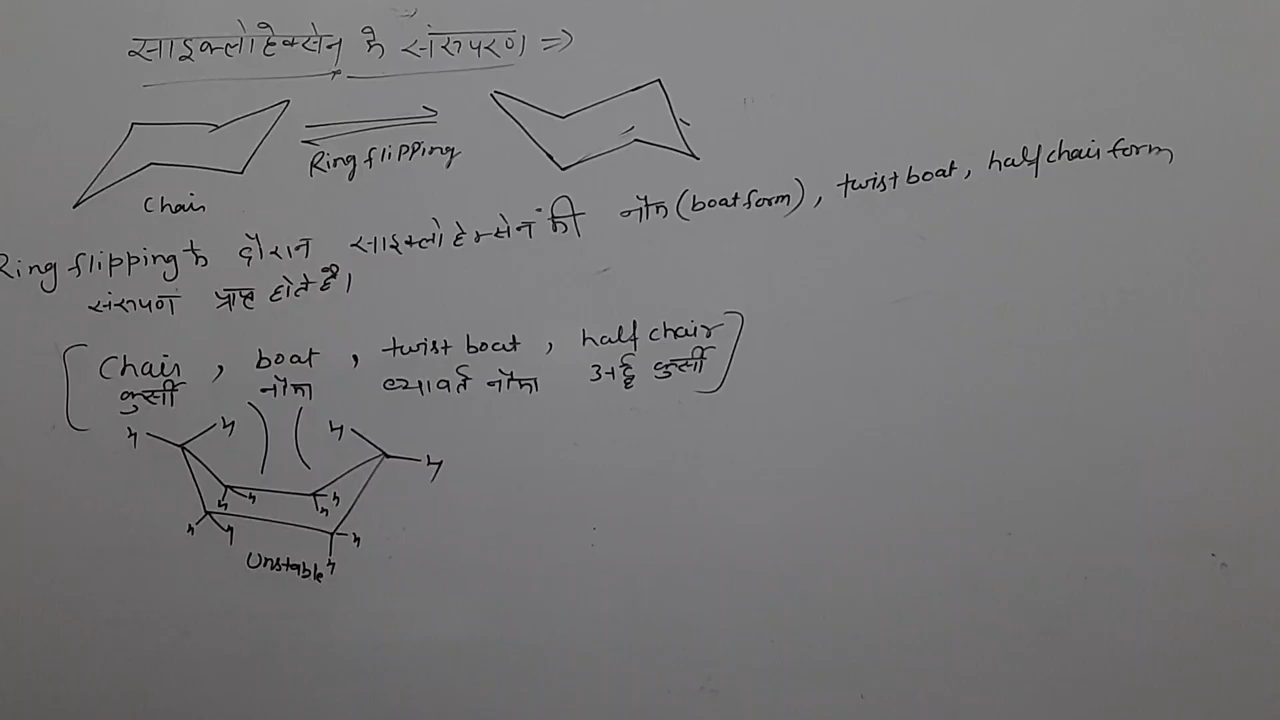 साइक्लोहेक्सेन के संरुपरण ⇒
Ring flipping
Chair
Ring flipping के दौरान साइक्लोहेक्सेन की नौका (boat form), twist boat, half chair form
संरुपण प्राप्त होते है।
[Chair, boat, twist boat, half chair]
कुर्सी नौका व्यावर्त नौका अर्द्ध कुर्सी
H H H H
H H H H
H H H H
Unstable